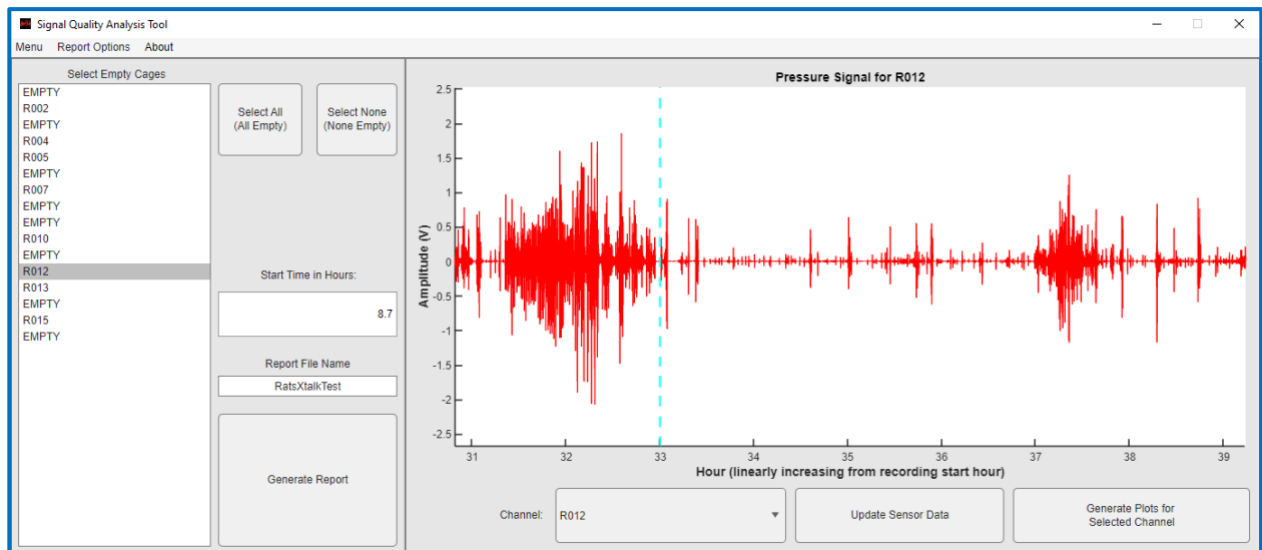 Signal Quality Analysis Tool
Menu Report Options About
Select Empty Cages
EMPTY
R002
EMPTY
R004
R005
EMPTY
R007
EMPTY
EMPTY
R010
EMPTY
R012
R013
EMPTY
R015
EMPTY
Select All
(All Empty)
Select None
(None Empty)
Start Time in Hours:
8.7
Report File Name
RatsXtalkTest
Generate Report
Pressure Signal for R012
Amplitude (V)
2.5
2
1.5
1
0.5
0
-0.5
-1
-1.5
-2
-2.5
31 32 33 34 35 36 37 38 39
Hour (linearly increasing from recording start hour)
Channel: R012
Update Sensor Data
Generate Plots for
Selected Channel